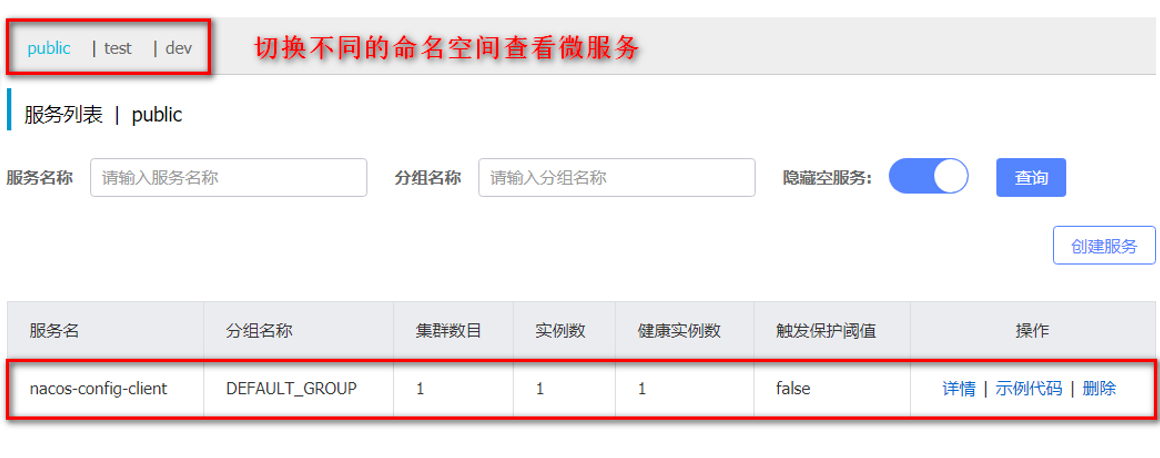 public | test | dev 切换不同的命名空间查看微服务
服务列表 | public
服务名称 请输入服务名称 分组名称 请输入分组名称 隐藏空服务: 查询
创建服务
服务名 分组名称 集群数目 实例数 健康实例数 触发保护阈值 操作
nacos-config-client DEFAULT_GROUP 1 1 1 false 详情 | 示例代码 | 删除